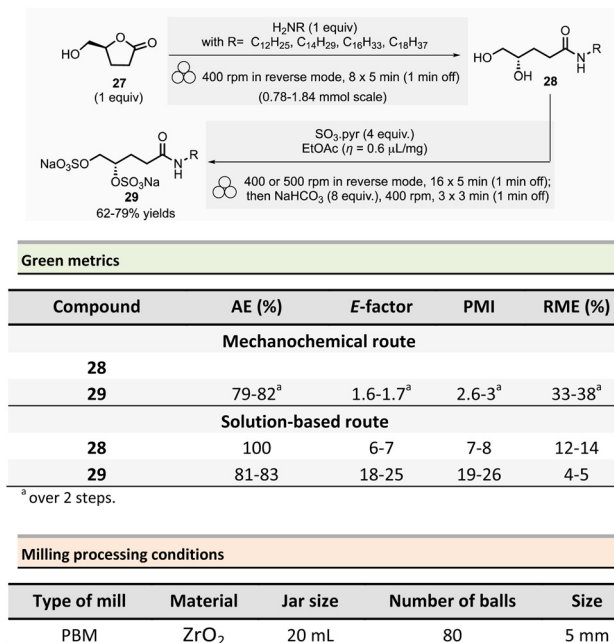 H₂NR (1 equiv)
with R= C₁₂H₂₅, C₁₄H₂₉, C₁₆H₃₃, C₁₈H₃₇
400 rpm in reverse mode, 8 x 5 min (1 min off)
(0.78-1.84 mmol scale)
HO
O
O
27
(1 equiv)
HO
OH
O
N
H
R
28
SO₃.pyr (4 equiv.)
EtOAc (η = 0.6 µL/mg)
400 or 500 rpm in reverse mode, 16 x 5 min (1 min off);
then NaHCO₃ (8 equiv.), 400 rpm, 3 x 3 min (1 min off)
NaO₃SO
OSO₃Na
O
N
H
R
29
62-79% yields
Green metrics
Compound AE (%) E-factor PMI RME (%)
Mechanochemical route
28
29 79-82ᵃ 1.6-1.7ᵃ 2.6-3ᵃ 33-38ᵃ
Solution-based route
28 100 6-7 7-8 12-14
29 81-83 18-25 19-26 4-5
ᵃ over 2 steps.
Milling processing conditions
Type of mill Material Jar size Number of balls Size
PBM ZrO₂ 20 mL 80 5 mm